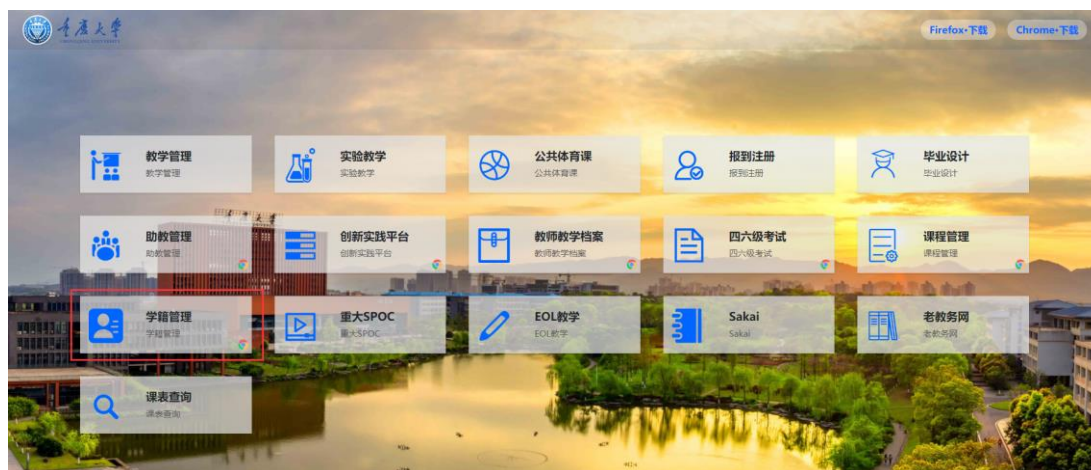 重庆大学
Firefox·下载
Chrome·下载
教学管理
教学管理
实验教学
实验教学
公共体育课
公共体育课
报到注册
报到注册
毕业设计
毕业设计
助教管理
助教管理
创新实践平台
创新实践平台
教师教学档案
教师教学档案
四六级考试
四六级考试
课程管理
课程管理
学籍管理
学籍管理
重大SPOC
重大SPOC
EOL教学
EOL教学
Sakai
Sakai
老教务网
老教务网
课表查询
课表查询